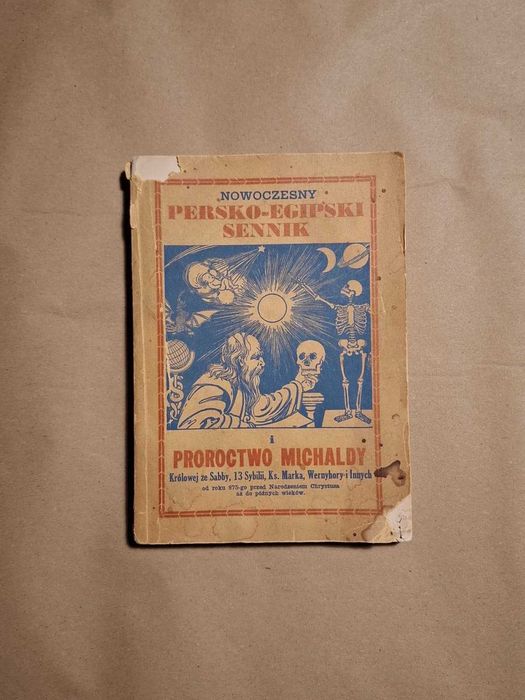 NOWOCZESNY
PERSKO-EGIPSKI
SENNIK
i
PROROCTWO MICHALDY
Królowej ze Sabby, 13 Sybilii, Ks. Marka, Wernyhory i Innych
od roku 875-go przed Narodzeniem Chrystusa
aż do późnych wieków.